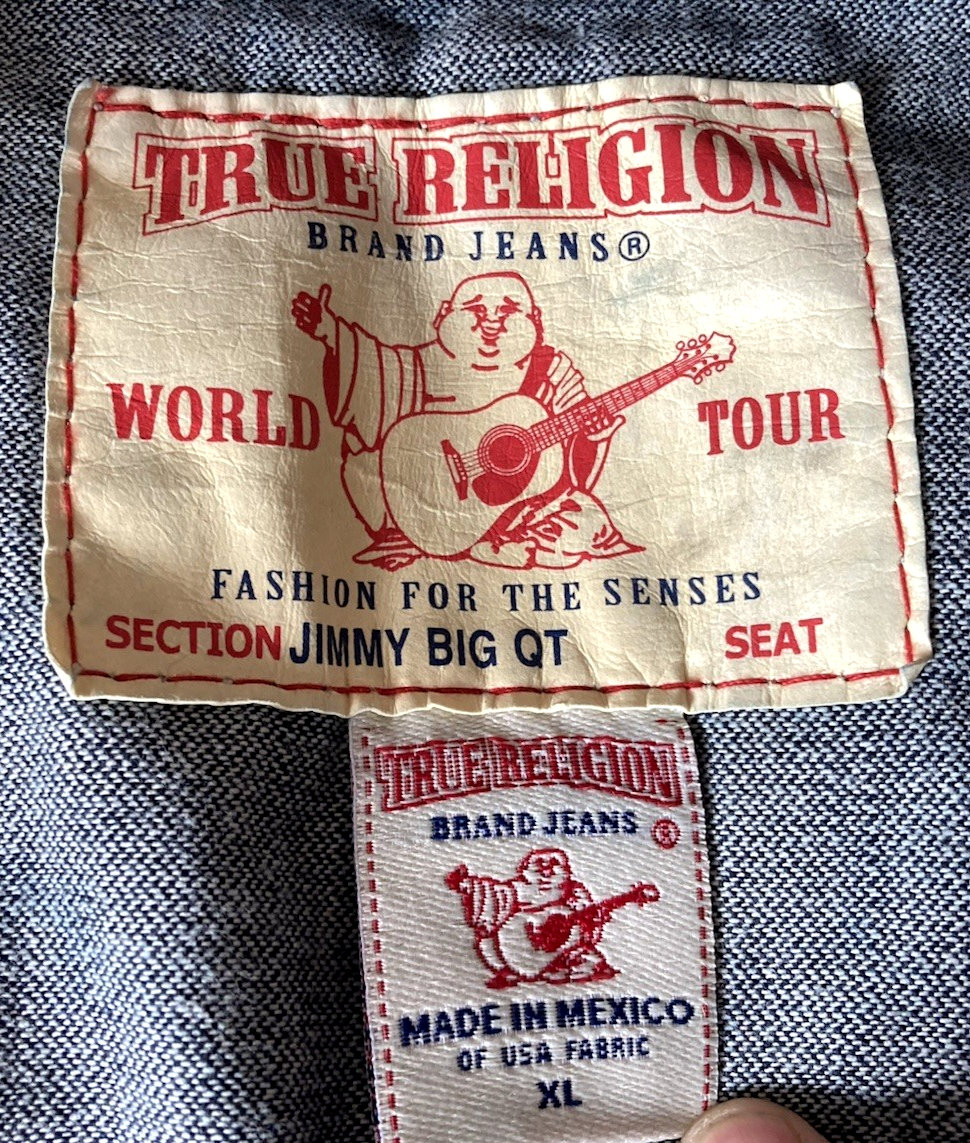 TRUE RELIGION
BRAND JEANS®
WORLD TOUR
FASHION FOR THE SENSES
SECTION JIMMY BIG QT SEAT
TRUE RELIGION
BRAND JEANS ®
MADE IN MEXICO
OF USA FABRIC
XL